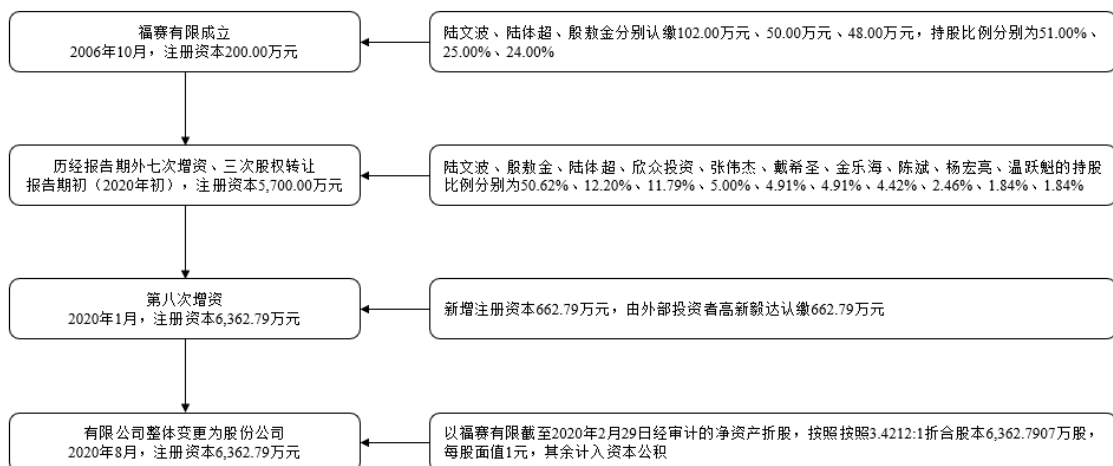 福赛有限成立
2006年10月，注册资本200.00万元
陆文波、陆体超、殷敖金分别认缴102.00万元、50.00万元、48.00万元，持股比例分别为51.00%、
25.00%、24.00%
历经报告期外七次增资、三次股权转让
报告期初（2020年初），注册资本5,700.00万元
陆文波、殷敖金、陆体超、欣众投资、张伟杰、戴希圣、金乐海、陈斌、杨宏亮、温跃魁的持股
比例分别为50.62%、12.20%、11.79%、5.00%、4.91%、4.91%、4.42%、2.46%、1.84%、1.84%
第八次增资
2020年1月，注册资本6,362.79万元
新增注册资本662.79万元，由外部投资者高新毅达认缴662.79万元
有限公司整体变更为股份公司
2020年8月，注册资本6,362.79万元
以福赛有限截至2020年2月29日经审计的净资产折股，按照按照3.4212:1折合股本6,362.7907万股，
每股面值1元，其余计入资本公积